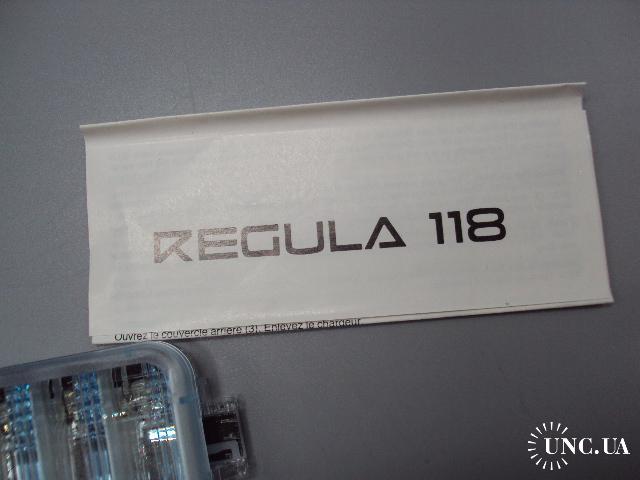 REGULA 118
Ouvrez le couvercle arrière (3). Enlevez le chargeur
UNC.UA